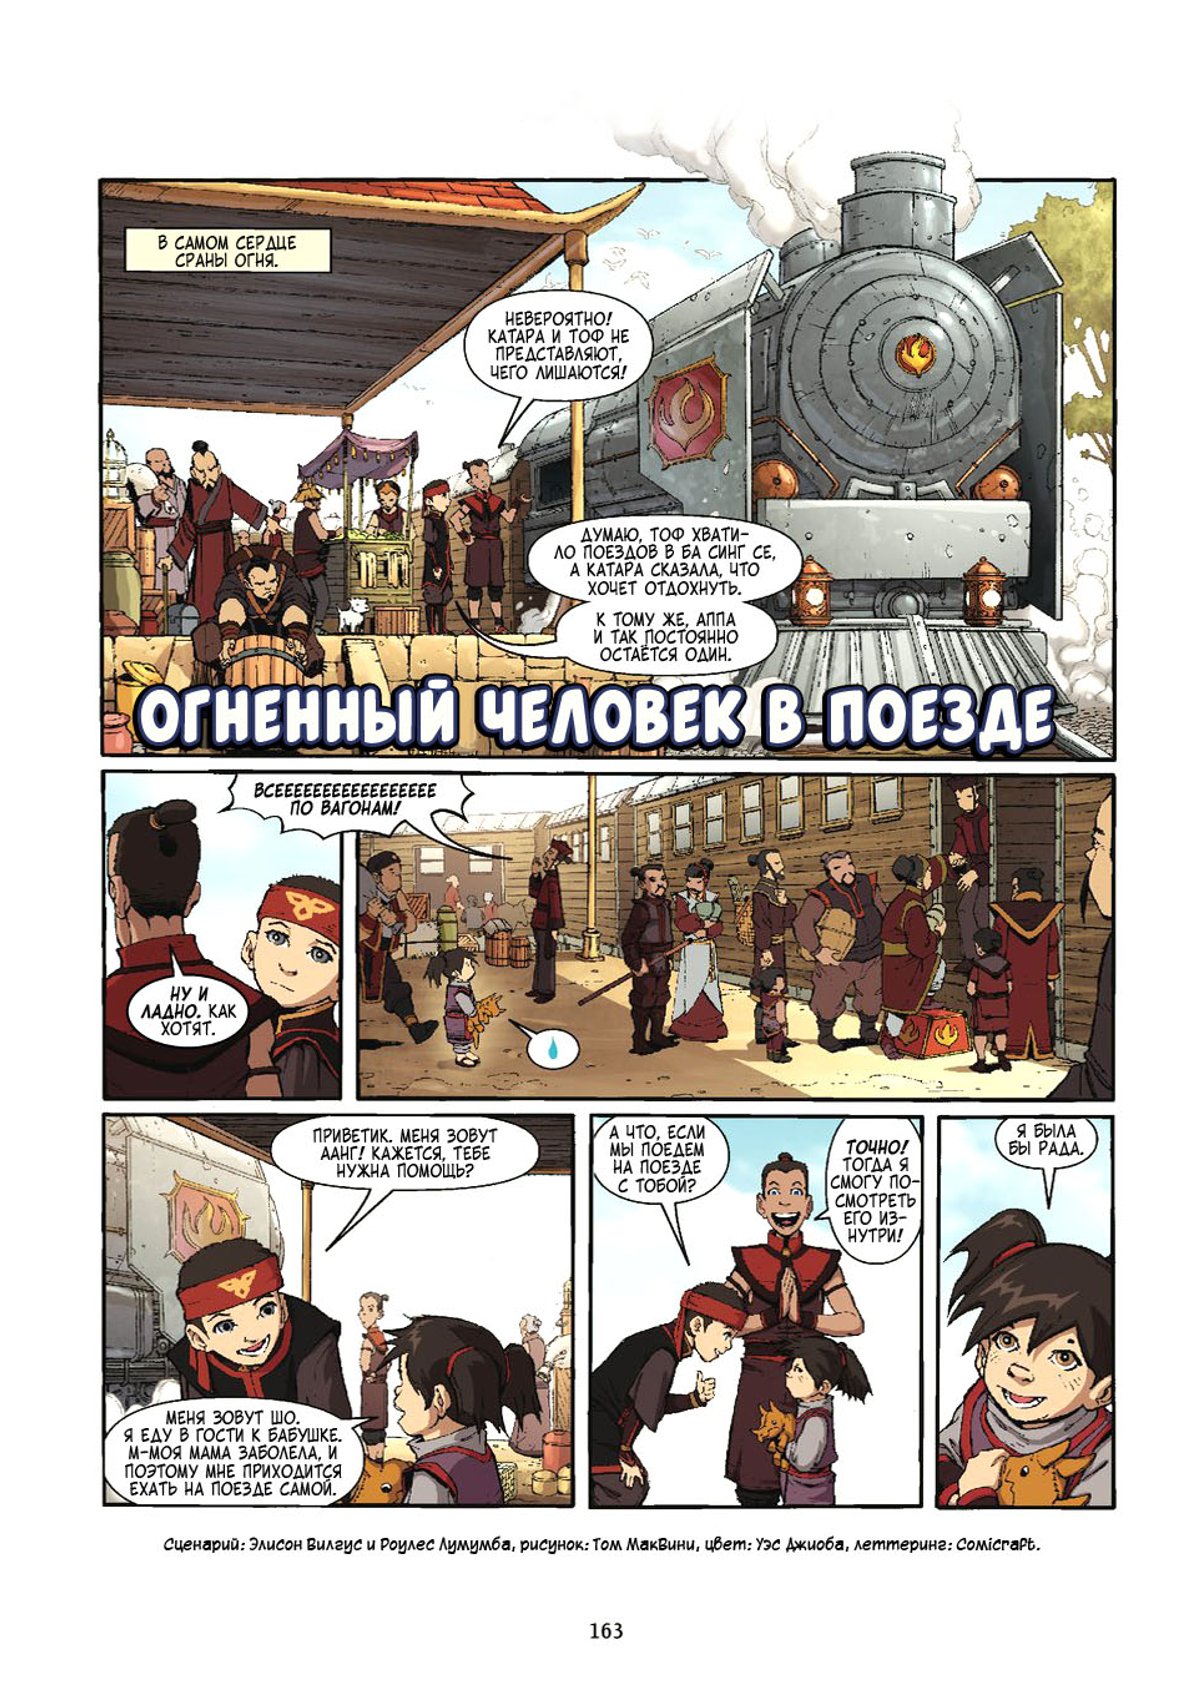 В САМОМ СЕРДЦЕ
СРАНЫ ОГНЯ.
НЕВЕРОЯТНО!
КАТАРА И ТОФ НЕ
ПРЕДСТАВЛЯЮТ,
ЧЕГО ЛИШАЮТСЯ!
ДУМАЮ, ТОФ ХВАТИ-
ЛО ПОЕЗДОВ В БА СИНГ СЕ,
А КАТАРА СКАЗАЛА, ЧТО
ХОЧЕТ ОТДОХНУТЬ.
К ТОМУ ЖЕ, АППА
И ТАК ПОСТОЯННО
ОСТАЁТСЯ ОДИН.
ОГНЕННЫЙ ЧЕЛОВЕК В ПОЕЗДЕ
НУ И
ЛАДНО. КАК
ХОТЯТ.
ВСЕЕЕЕЕЕЕЕЕЕЕЕЕЕЕЕЕ
ПО ВАГОНАМ!
ПРИВЕТИК. МЕНЯ ЗОВУТ
ААНГ! КАЖЕТСЯ, ТЕБЕ
НУЖНА ПОМОЩЬ?
МЕНЯ ЗОВУТ ШО.
Я ЕДУ В ГОСТИ К БАБУШКЕ.
М-МОЯ МАМА ЗАБОЛЕЛА, И
ПОЭТОМУ МНЕ ПРИХОДИТСЯ
ЕХАТЬ НА ПОЕЗДЕ САМОЙ.
А ЧТО, ЕСЛИ
МЫ ПОЕДЕМ
НА ПОЕЗДЕ
С ТОБОЙ?
ТОЧНО!
ТОГДА Я
СМОГУ ПО-
СМОТРЕТЬ
ЕГО ИЗ-
НУТРИ!
Я БЫЛА
БЫ РАДА.
Сценарий: Элисон Вилгус и Роулес Лумумба, рисунок: Том МакВини, цвет: Уэс Джиоба, леттеринг: Comicraft.
163